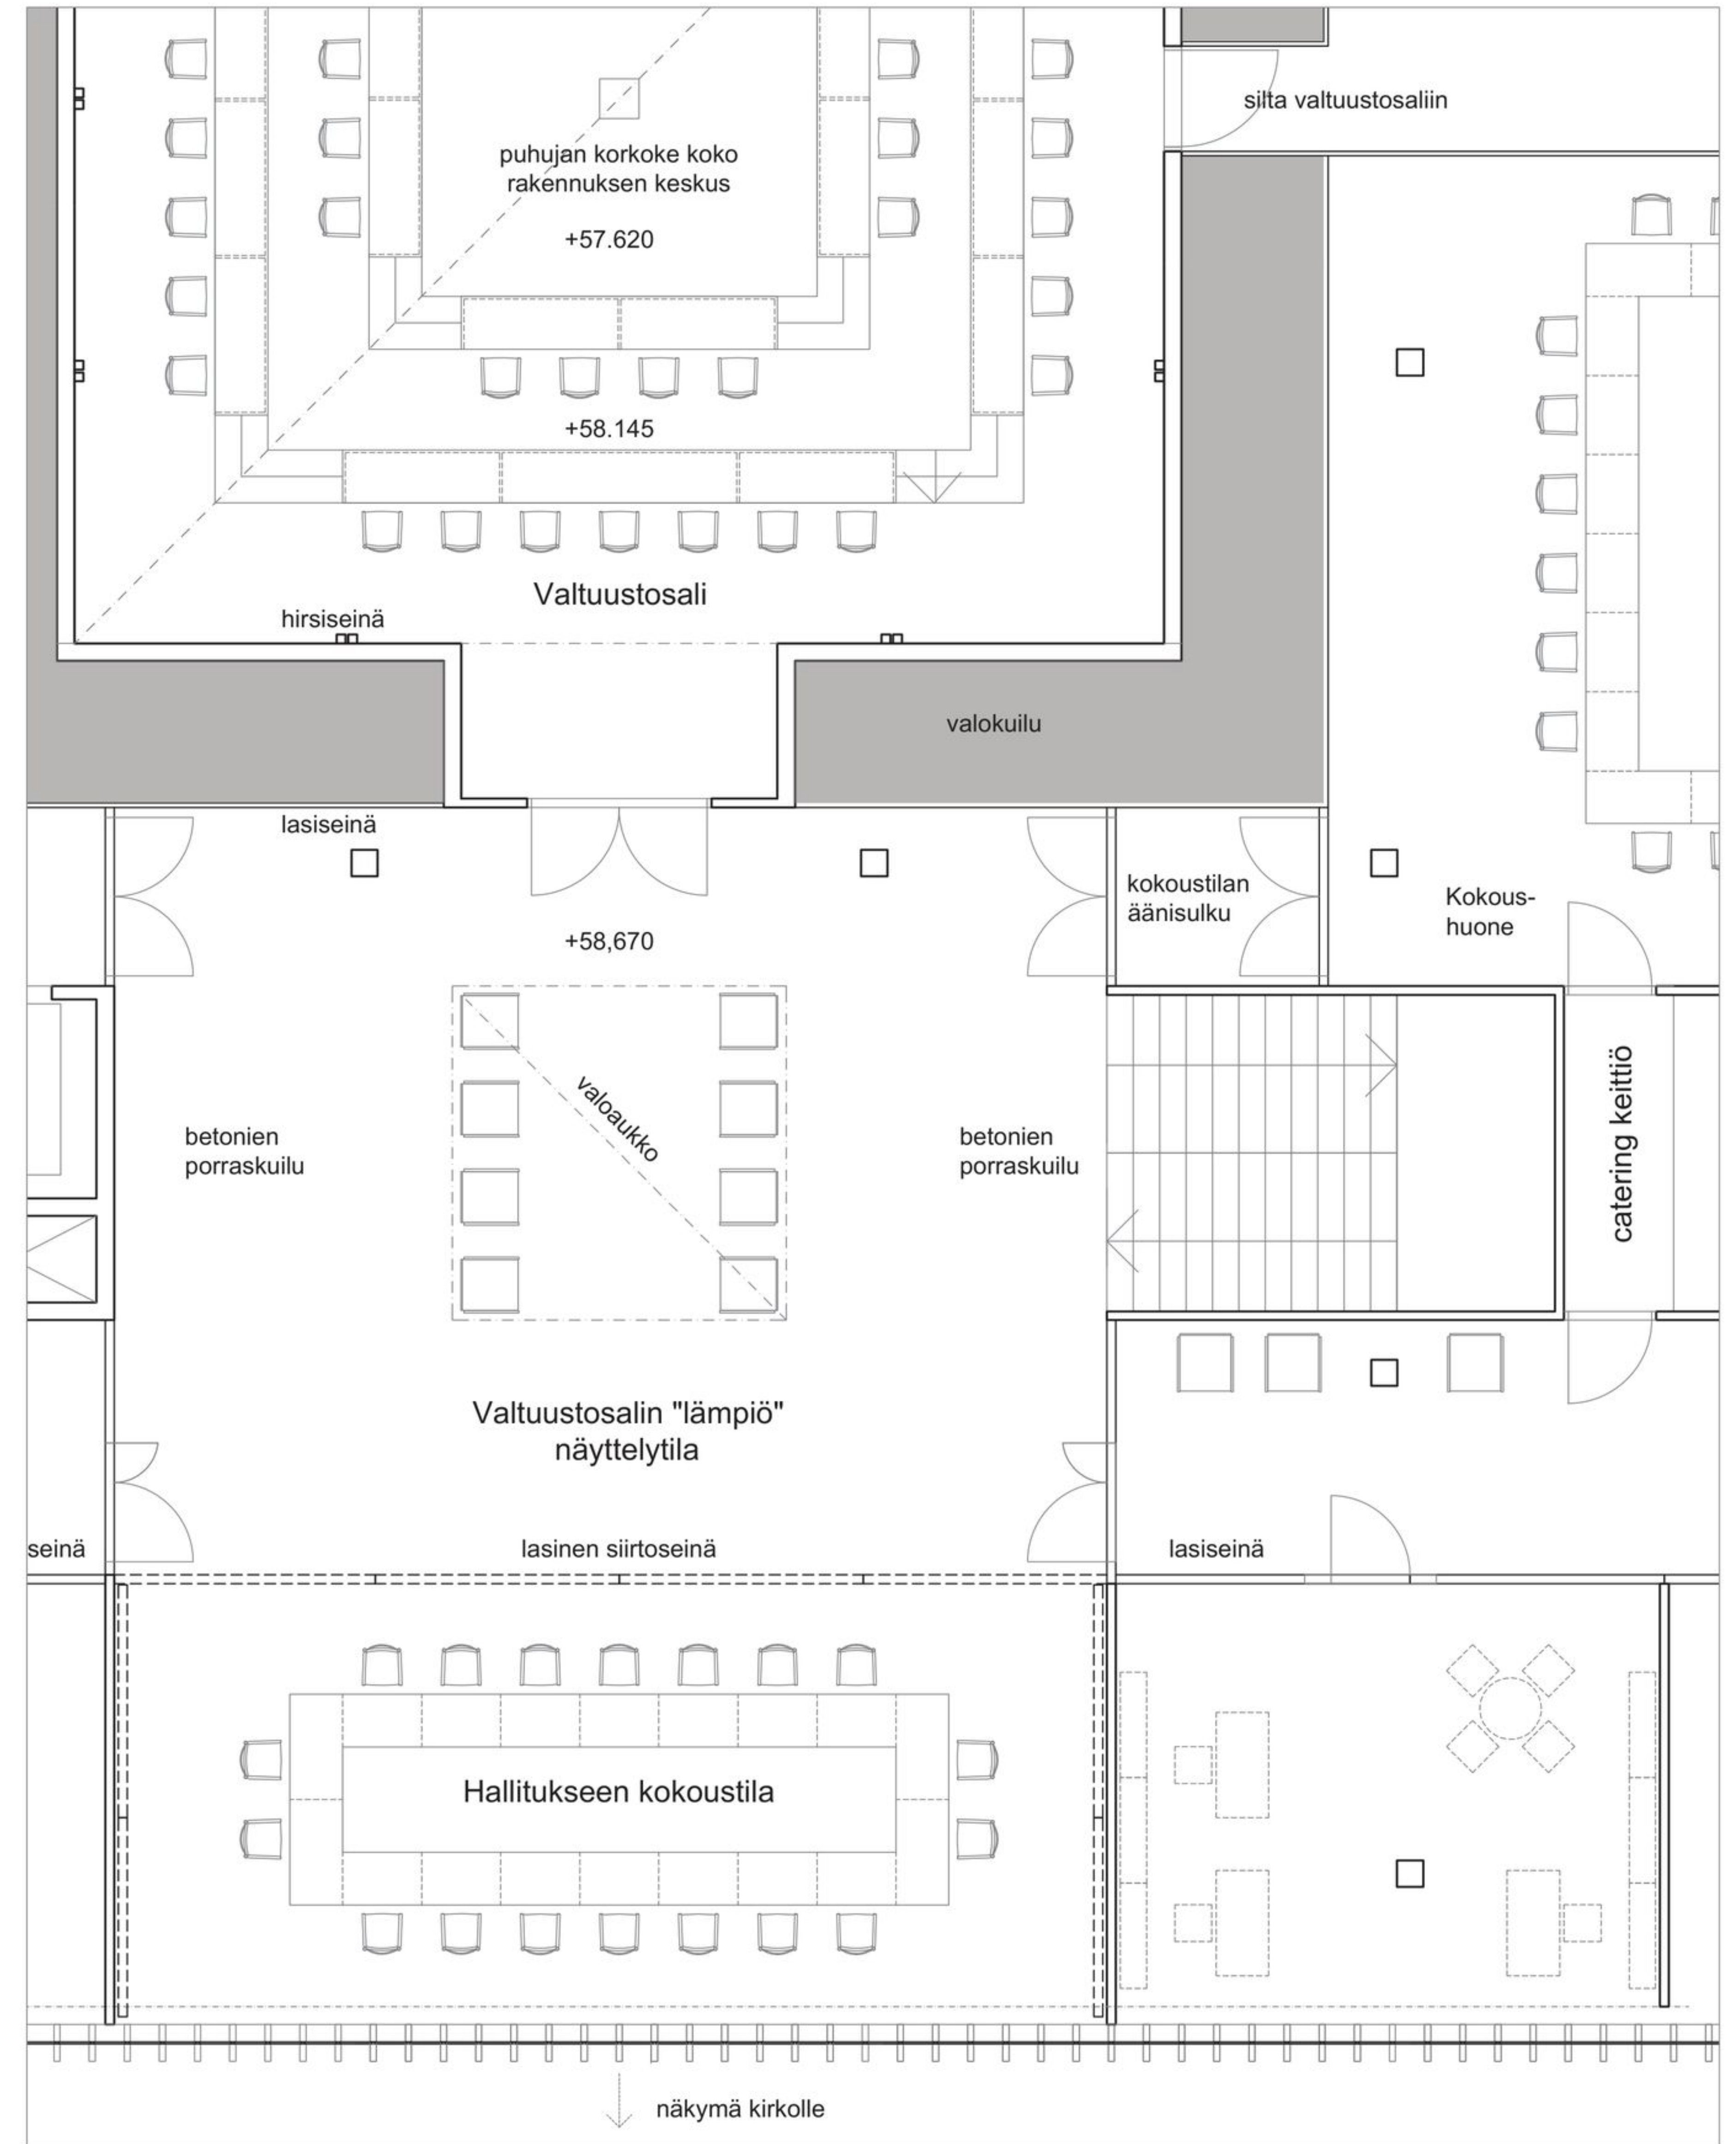 silta valtuustosaliin
puhujan korkoke koko
rakennuksen keskus
+57.620
+58.145
Valtuustosali
hirsiseinä
valokuilu
lasiseinä
kokoustilan
äänisulku
Kokous-
huone
+58,670
valoaukko
betonien
porraskuilu
betonien
porraskuilu
catering keittiö
Valtuustosalin "lämpiö"
näyttelytila
seinä
lasinen siirtoseinä
lasiseinä
Hallitukseen kokoustila
näkymä kirkolle